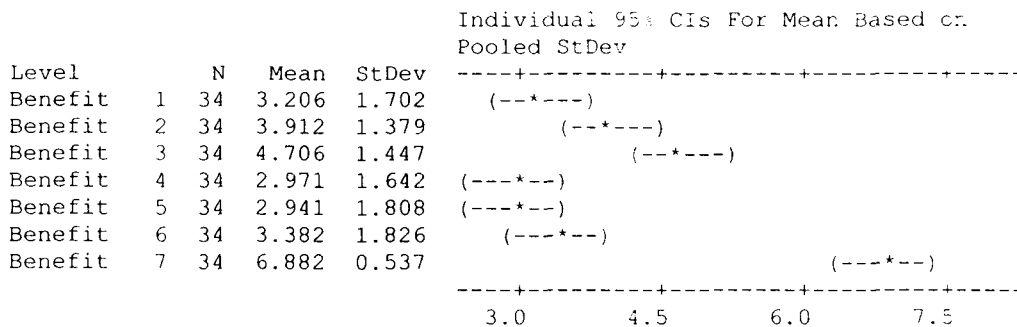 Individual 95% CIs For Mean Based on
Pooled StDev
Level N Mean StDev ----+---------+---------+---------+-----
Benefit 1 34 3.206 1.702 (--*---)
Benefit 2 34 3.912 1.379 (--*---)
Benefit 3 34 4.706 1.447 (--*---)
Benefit 4 34 2.971 1.642 (---*--)
Benefit 5 34 2.941 1.808 (---*--)
Benefit 6 34 3.382 1.826 (---*--)
Benefit 7 34 6.882 0.537 (---*--)
----+---------+---------+---------+-----
3.0 4.5 6.0 7.5